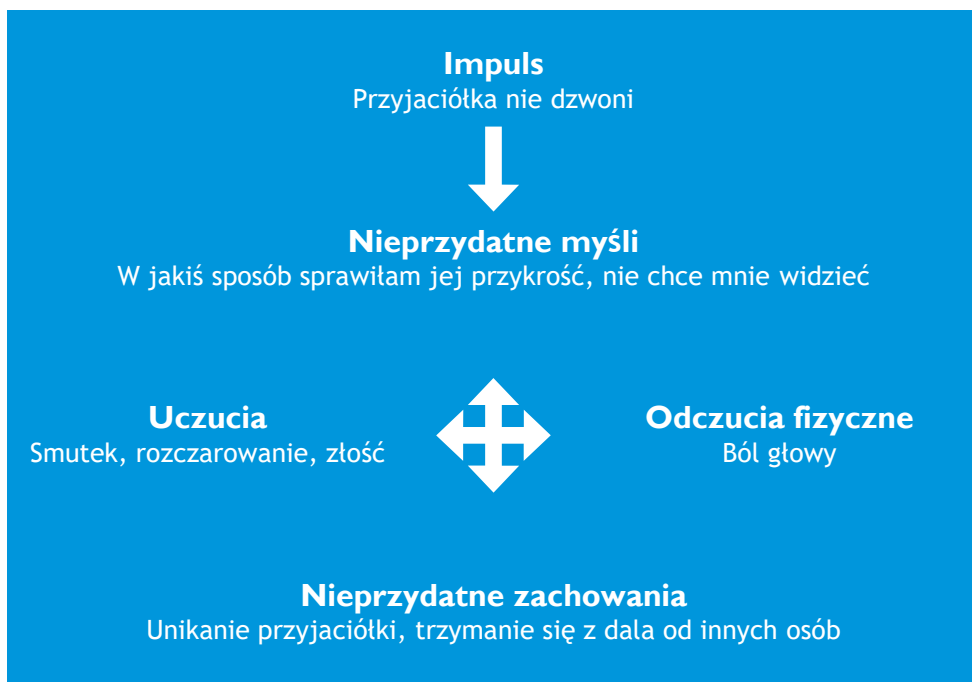 Impuls
Przyjaciółka nie dzwoni
Nieprzydatne myśli
W jakiś sposób sprawiłam jej przykrość, nie chce mnie widzieć
Uczucia
Smutek, rozczarowanie, złość
Odczucia fizyczne
Ból głowy
Nieprzydatne zachowania
Unikanie przyjaciółki, trzymanie się z dala od innych osób